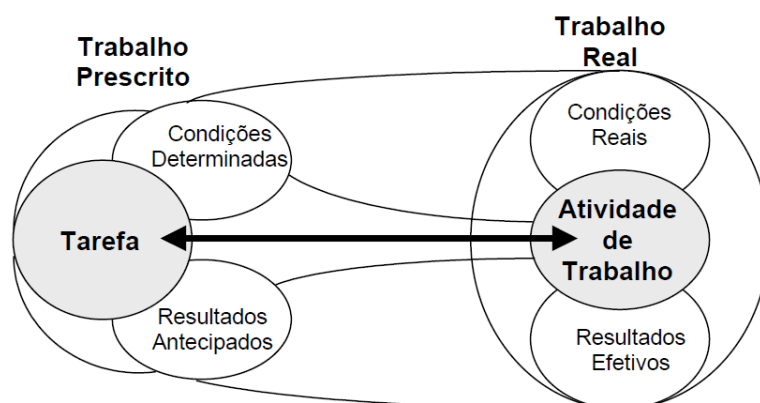 Trabalho
Prescrito
Trabalho
Real
Condições
Determinadas
Condições
Reais
Tarefa
Atividade
de
Trabalho
Resultados
Antecipados
Resultados
Efetivos